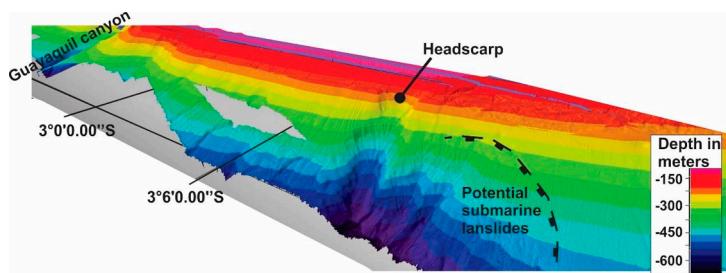 Guayaquil canyon
Headscarp
3°0'0.00''S
3°6'0.00''S
Potential
submarine
lanslides
Depth in
meters
-150
-300
-450
-600